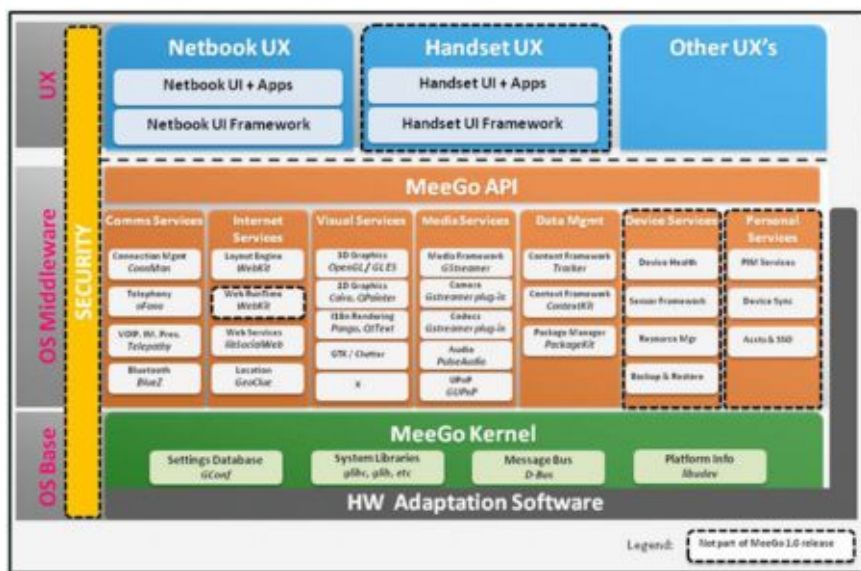 UX
Netbook UX
Netbook UI + Apps
Netbook UI Framework
Handset UX
Handset UI + Apps
Handset UI Framework
Other UX's
SECURITY
OS Middleware
MeeGo API
Comms Services
Connection Mgmt
ConnMan
Telephony
oFono
VOIP, IM, Pres.
Telepathy
Bluetooth
BlueZ
Internet
Services
Layout Engine
WebKit
Web RunTime
WebKit
Web Services
libSocialWeb
Location
GeoClue
Visual Services
3D Graphics
OpenGL / GL ES
2D Graphics
Cairo, QPainter
I18n Rendering
Pango, QtText
GTK / Clutter
X
Media Services
Media Framework
GStreamer
Camera
Gstreamer plug-in
Codecs
Gstreamer plug-in
Audio
PulseAudio
UPnP
GUPnP
Data Mgmt
Content Framework
Tracker
Context Framework
ContextKit
Package Manager
PackageKit
Device Services
Device Health
Sensor Framework
Resource Mgr
Backup & Restore
Personal
Services
PIM Services
Device Sync
Accts & SSO
OS Base
MeeGo Kernel
Settings Database
GConf
System Libraries
glibc, glib, etc
Message Bus
D-Bus
Platform Info
libudev
HW Adaptation Software
Legend:
Not part of MeeGo 1.0 release